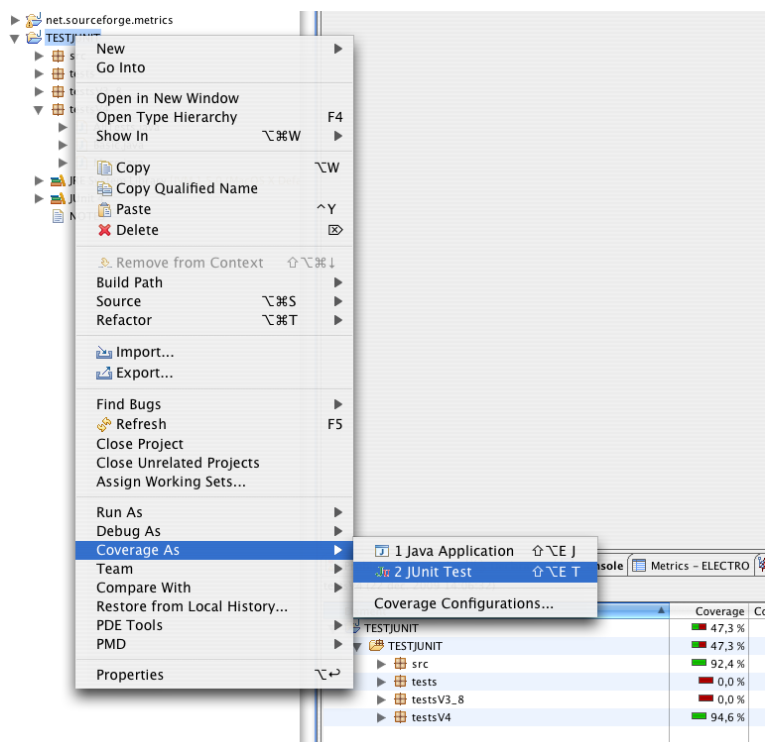 net.sourceforge.metrics
TESTJUNIT
New
Go Into
Open in New Window
Open Type Hierarchy F4
Show In ⌥⌘W
Copy ⌥W
Copy Qualified Name
Paste ^Y
Delete ⌦
Remove from Context ⇧⌥⌘↓
Build Path
Source ⌥⌘S
Refactor ⌥⌘T
Import...
Export...
Find Bugs
Refresh F5
Close Project
Close Unrelated Projects
Assign Working Sets...
Run As
Debug As
Coverage As
Team
Compare With
Restore from Local History...
PDE Tools
PMD
Properties ⌥↩
1 Java Application ⇧⌥E J
2 JUnit Test ⇧⌥E T
Coverage Configurations...
Metrics – ELECTRO
Coverage
TESTJUNIT 47,3 %
TESTJUNIT 47,3 %
src 92,4 %
tests 0,0 %
testsV3_8 0,0 %
testsV4 94,6 %